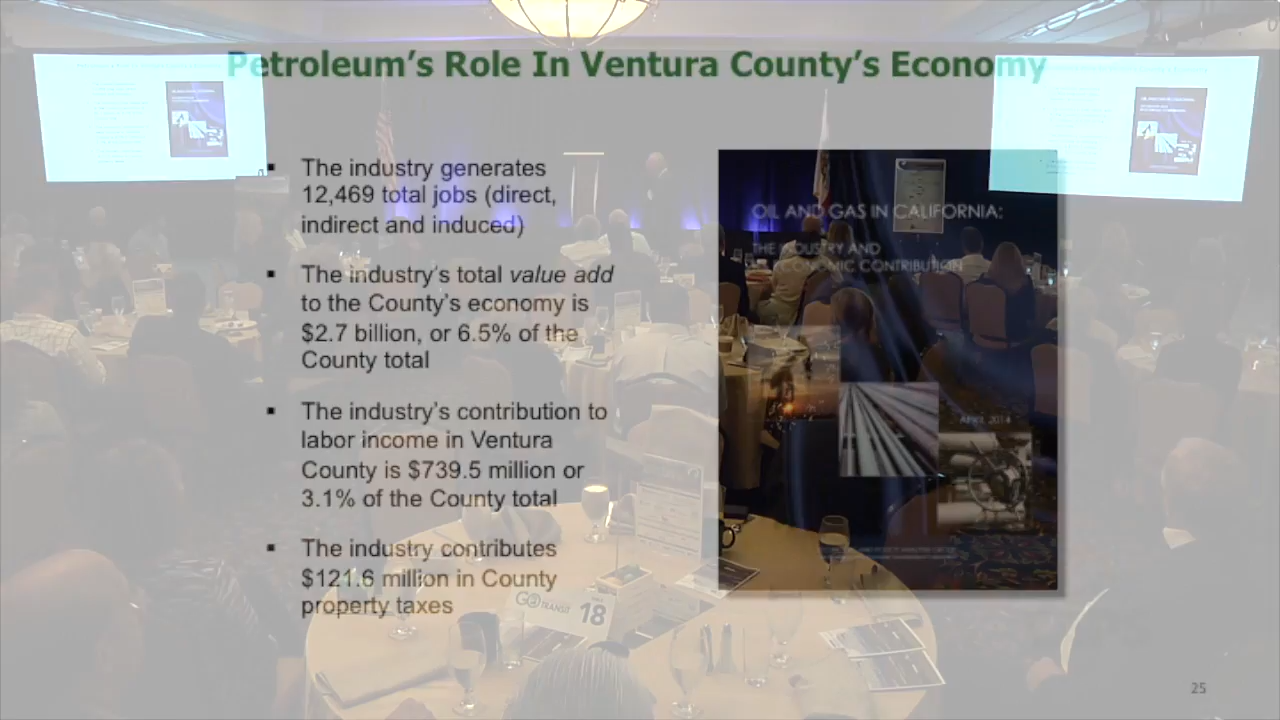 Petroleum's Role In Ventura County's Economy
▪ The industry generates
12,469 total jobs (direct,
indirect and induced)
▪ The industry's total value add
to the County's economy is
$2.7 billion, or 6.5% of the
County total
▪ The industry's contribution to
labor income in Ventura
County is $739.5 million or
3.1% of the County total
▪ The industry contributes
$121.6 million in County
property taxes
OIL AND GAS IN CALIFORNIA:
THE INDUSTRY AND
ECONOMIC CONTRIBUTION
APRIL 2014
TRANSIT
18
25